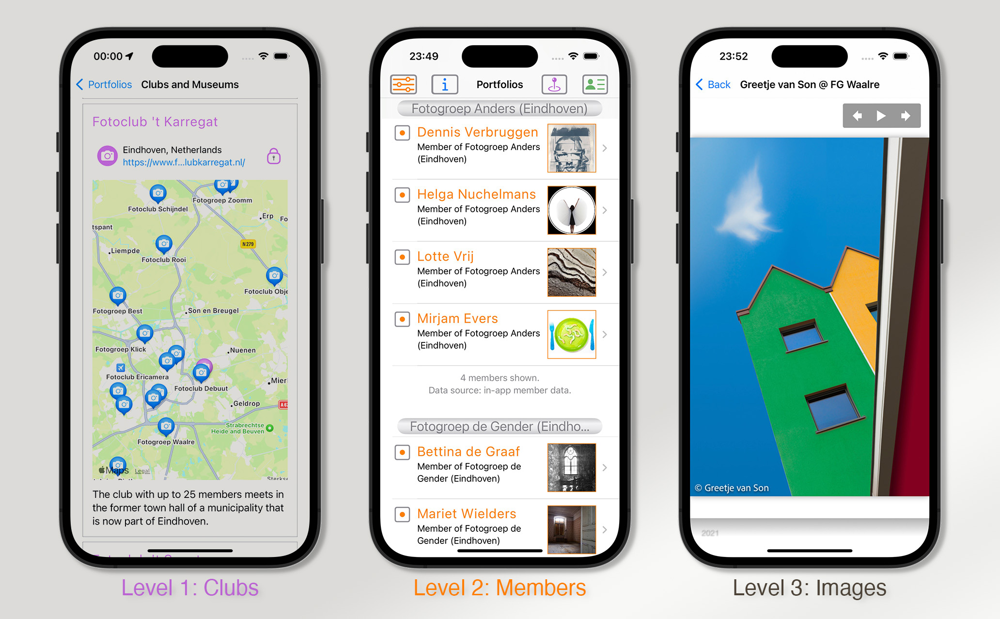 00:00
Portfolios
Clubs and Museums
Fotoclub 't Karregat
Eindhoven, Netherlands
https://www.f...lubkarregat.nl/
Fotogroep Zoomm
Fotoclub Schijndel
Erp
Fo
tspant
N279
Liempde
Fotoclub Rooi
Fotoclub Obje
Fotogroep Best
Son en Breugel
Fotogroep Klick
Nuenen
Fotoclub Ericamera
Mier
Fotoclub Debuut
Geldrop
A67
Strabrechtse
Heide and Beuven
Fotogroep Waalre
Maps
Legal
Sterkse
The club with up to 25 members meets in
the former town hall of a municipality that
is now part of Eindhoven.
Level 1: Clubs
23:49
Portfolios
Fotogroep Anders (Eindhoven)
Dennis Verbruggen
Member of Fotogroep Anders
(Eindhoven)
Helga Nuchelmans
Member of Fotogroep Anders
(Eindhoven)
Lotte Vrij
Member of Fotogroep Anders
(Eindhoven)
Mirjam Evers
Member of Fotogroep Anders
(Eindhoven)
4 members shown.
Data source: in-app member data.
Fotogroep de Gender (Eindho...
Bettina de Graaf
Member of Fotogroep de
Gender (Eindhoven)
Mariet Wielders
Member of Fotogroep de
Gender (Eindhoven)
Level 2: Members
23:52
Back
Greetje van Son @ FG Waalre
© Greetje van Son
2021
Level 3: Images